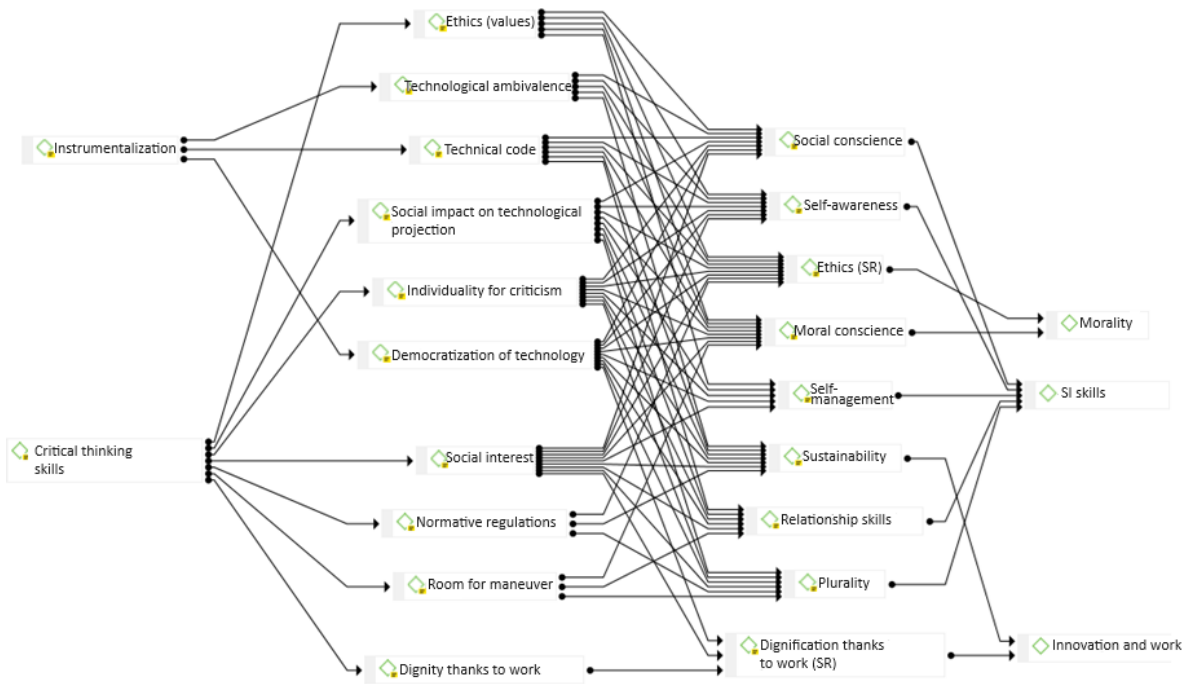 Instrumentalization
Critical thinking
skills
Ethics (values)
Technological ambivalence
Technical code
Social impact on technological
projection
Individuality for criticism
Democratization of technology
Social interest
Normative regulations
Room for maneuver
Dignity thanks to work
Social conscience
Self-awareness
Ethics (SR)
Moral conscience
Self-
management
Sustainability
Relationship skills
Plurality
Dignification thanks
to work (SR)
Morality
SI skills
Innovation and work